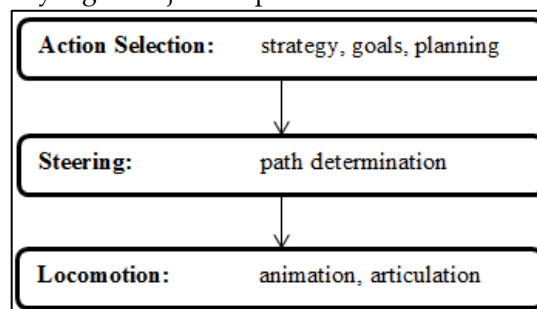 Action Selection: strategy, goals, planning
Steering: path determination
Locomotion: animation, articulation